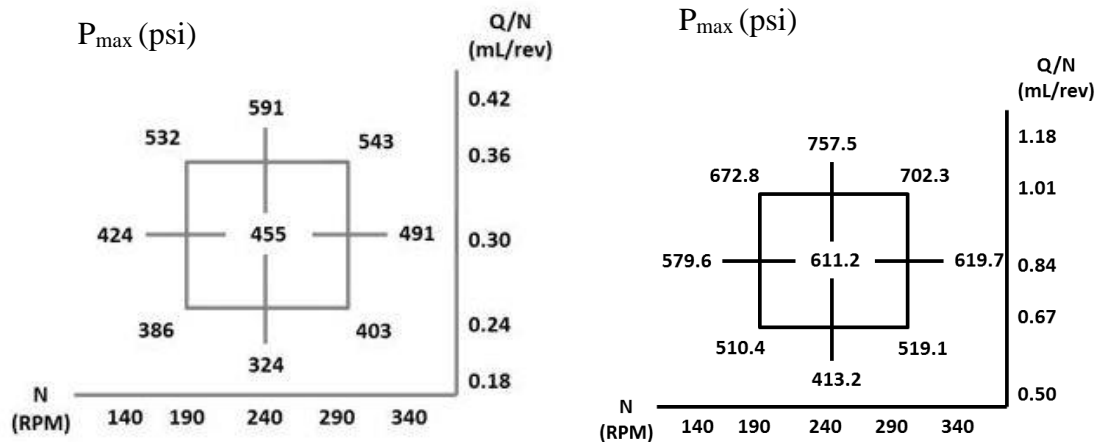 P_max (psi)
Q/N
(mL/rev)
0.42
591
532
543
0.36
424
455
491
0.30
386
403
0.24
324
0.18
N
(RPM)
140 190 240 290 340
P_max (psi)
Q/N
(mL/rev)
1.18
757.5
672.8
702.3
1.01
579.6
611.2
619.7
0.84
0.67
510.4
519.1
413.2
0.50
N
(RPM)
140 190 240 290 340